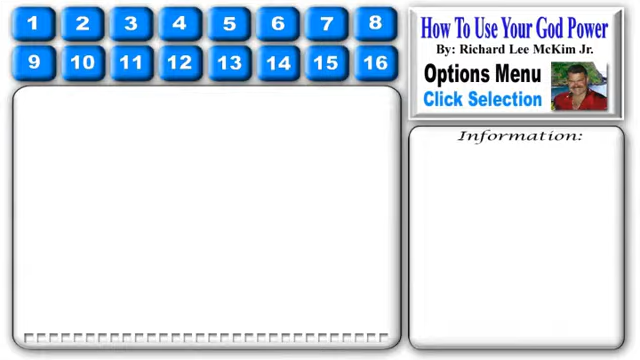 1 2 3 4 5 6 7 8
9 10 11 12 13 14 15 16
How To Use Your God Power
By: Richard Lee McKim Jr.
Options Menu
Click Selection
Information: